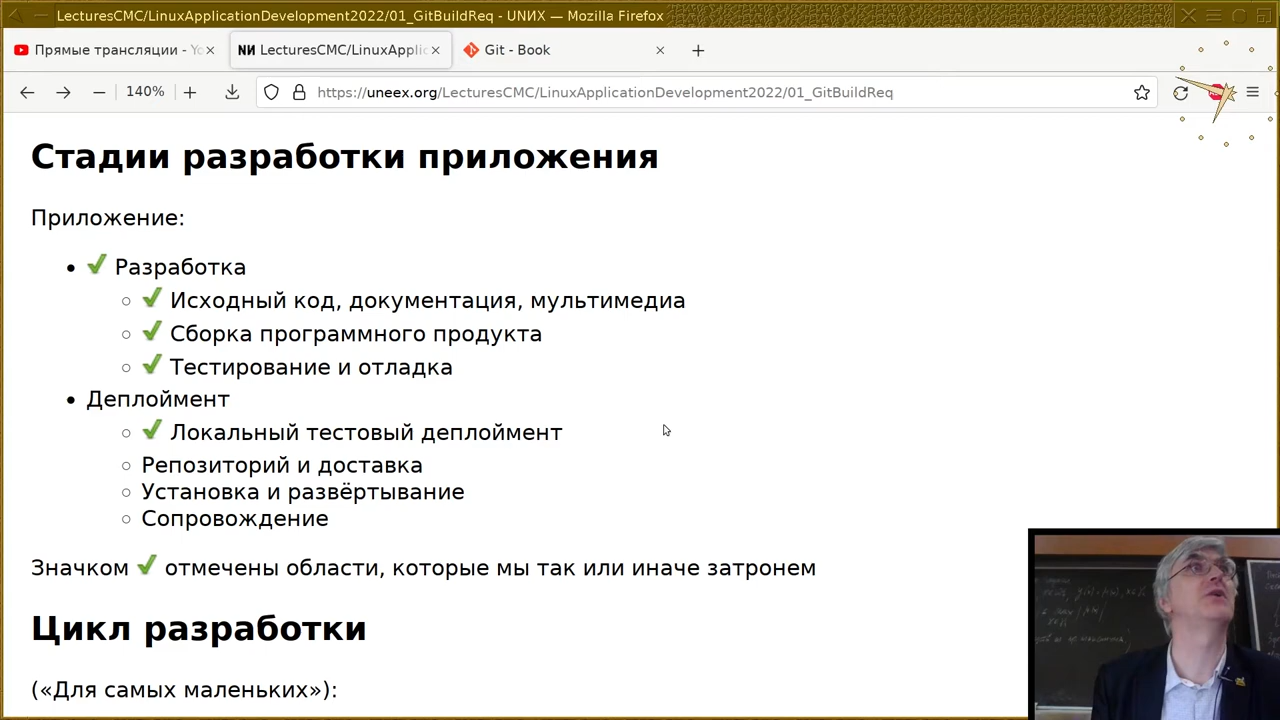 LecturesCMC/LinuxApplicationDevelopment2022/01_GitBuildReq - UNИX — Mozilla Firefox
Прямые трансляции - Yo
LecturesCMC/LinuxApplic
Git - Book
140%
https://uneex.org/LecturesCMC/LinuxApplicationDevelopment2022/01_GitBuildReq
Стадии разработки приложения
Приложение:
Разработка
Исходный код, документация, мультимедиа
Сборка программного продукта
Тестирование и отладка
Деплоймент
Локальный тестовый деплоймент
Репозиторий и доставка
Установка и развёртывание
Сопровождение
Значком ✔ отмечены области, которые мы так или иначе затронем
Цикл разработки
(«Для самых маленьких»):